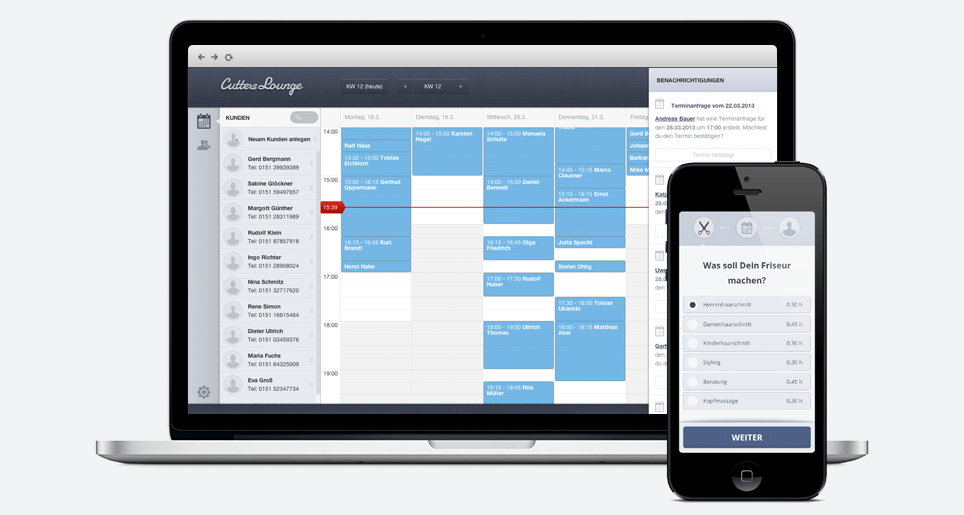 Cutters Lounge
KW 12 (heute)
KW 12
KUNDEN
Neuen Kunden anlegen
Gerd Bergmann
Tel: 0151 39939389
Sabine Glöckner
Tel: 0151 59497657
Margott Günther
Tel: 0151 28311989
Rudolf Klein
Tel: 0151 87857918
Ingo Richter
Tel: 0151 28908024
Nina Schmitz
Tel: 0151 32717620
Rene Simon
Tel: 0151 16615464
Dieter Ullrich
Tel: 0151 03459376
Maria Fuchs
Tel: 0151 64325009
Eva Groß
Tel: 0151 52347734
14:00
15:00
15:39
16:00
17:00
18:00
19:00
Montag, 18.3.
Ralf Haas
14:30 - 15:00 Tobias
Eichhorn
15:00 - 16:15 Gertrud
Oppermann
16:15 - 16:45 Kurt
Brandt
Horst Hahn
Dienstag, 19.3.
14:00 - 15:00 Karsten
Nagel
Mittwoch, 20.3.
14:00 - 15:00 Manuela
Schulte
15:00 - 16:00 Daniel
Berendt
16:15 - 16:45 Olga
Friedrich
17:00 - 17:30 Rudolf
Huber
18:00 - 19:00 Ullrich
Thomas
19:15 - 19:45 Rita
Müller
Donnerstag, 21.3.
14:45 - 15:15 Marco
Clausner
15:15 - 16:15 Ernst
Ackermann
Jutta Specht
Stefan Ohlig
17:30 - 18:00 Tobias
Urbanski
18:00 - 19:15 Matthias
Abel
Freitag
Gerd B
Johann
Barbar
Mike M
BENACHRICHTIGUNGEN
Terminanfrage vom 22.03.2013
Andreas Bauer hat eine Terminanfrage für
den 28.03.2013 um 17:00 erstellt. Möchtest
du den Termin bestätigen?
Termin bestätigt
Was soll Dein Friseur
machen?
Herrenhaarschnitt 0.30 h
Damenhaarschnitt 0.45 h
Kinderhaarschnitt 0.30 h
Styling 0.30 h
Beratung 0.45 h
Kopfmassage 0.30 h
WEITER